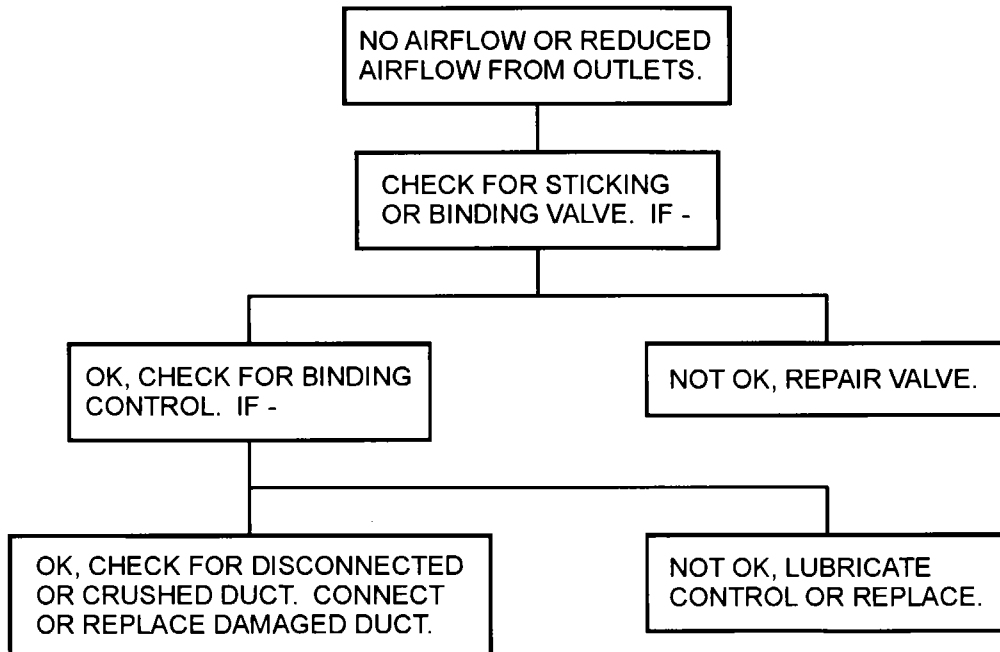 NO AIRFLOW OR REDUCED
AIRFLOW FROM OUTLETS.
CHECK FOR STICKING
OR BINDING VALVE. IF -
OK, CHECK FOR BINDING
CONTROL. IF -
NOT OK, REPAIR VALVE.
OK, CHECK FOR DISCONNECTED
OR CRUSHED DUCT. CONNECT
OR REPLACE DAMAGED DUCT.
NOT OK, LUBRICATE
CONTROL OR REPLACE.